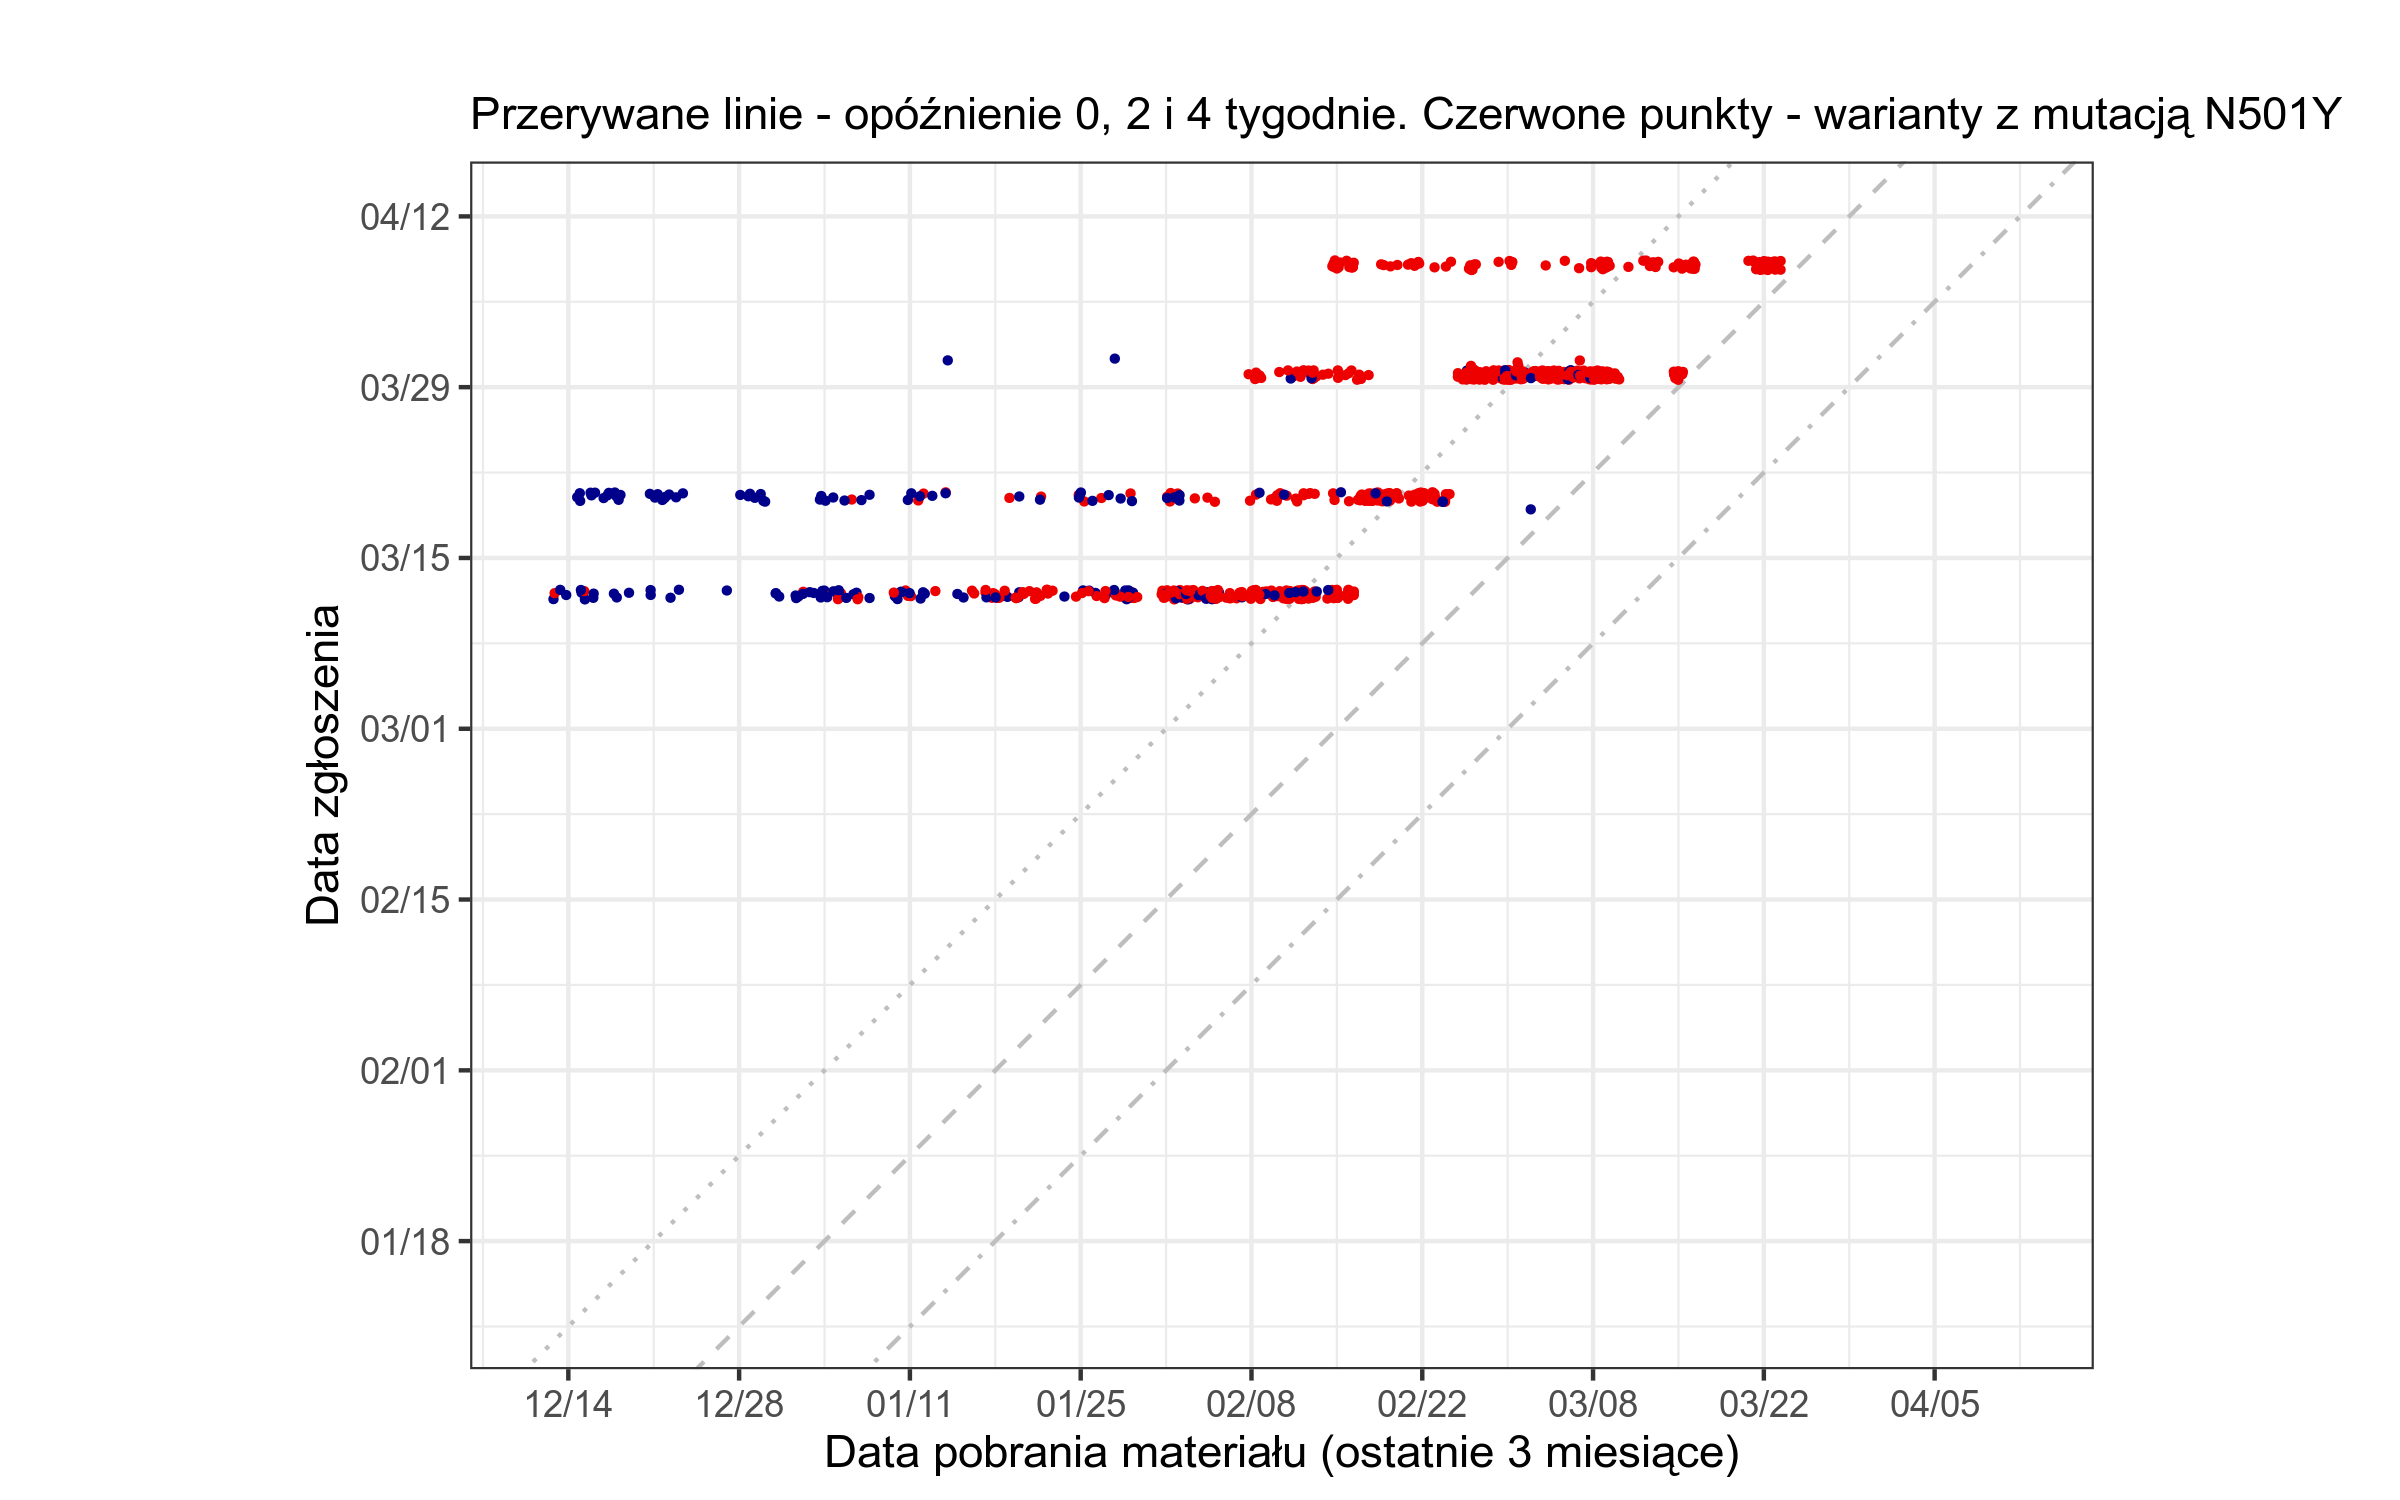 Przerywane linie - opóźnienie 0, 2 i 4 tygodnie. Czerwone punkty - warianty z mutacją N501Y
Data zgłoszenia
04/12
03/29
03/15
03/01
02/15
02/01
01/18
12/14 12/28 01/11 01/25 02/08 02/22 03/08 03/22 04/05
Data pobrania materiału (ostatnie 3 miesiące)